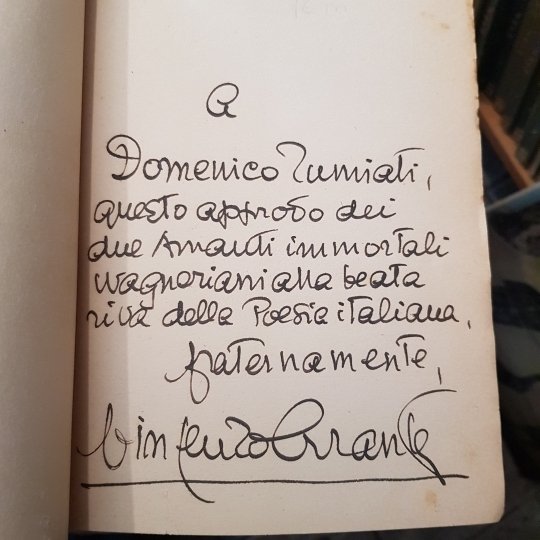 A
Domenico Tumiati,
questo approdo dei
due Amanti immortali
wagneriani alla beata
riva della Poesia italiana,
fraternamente,
Vincenzo Errante